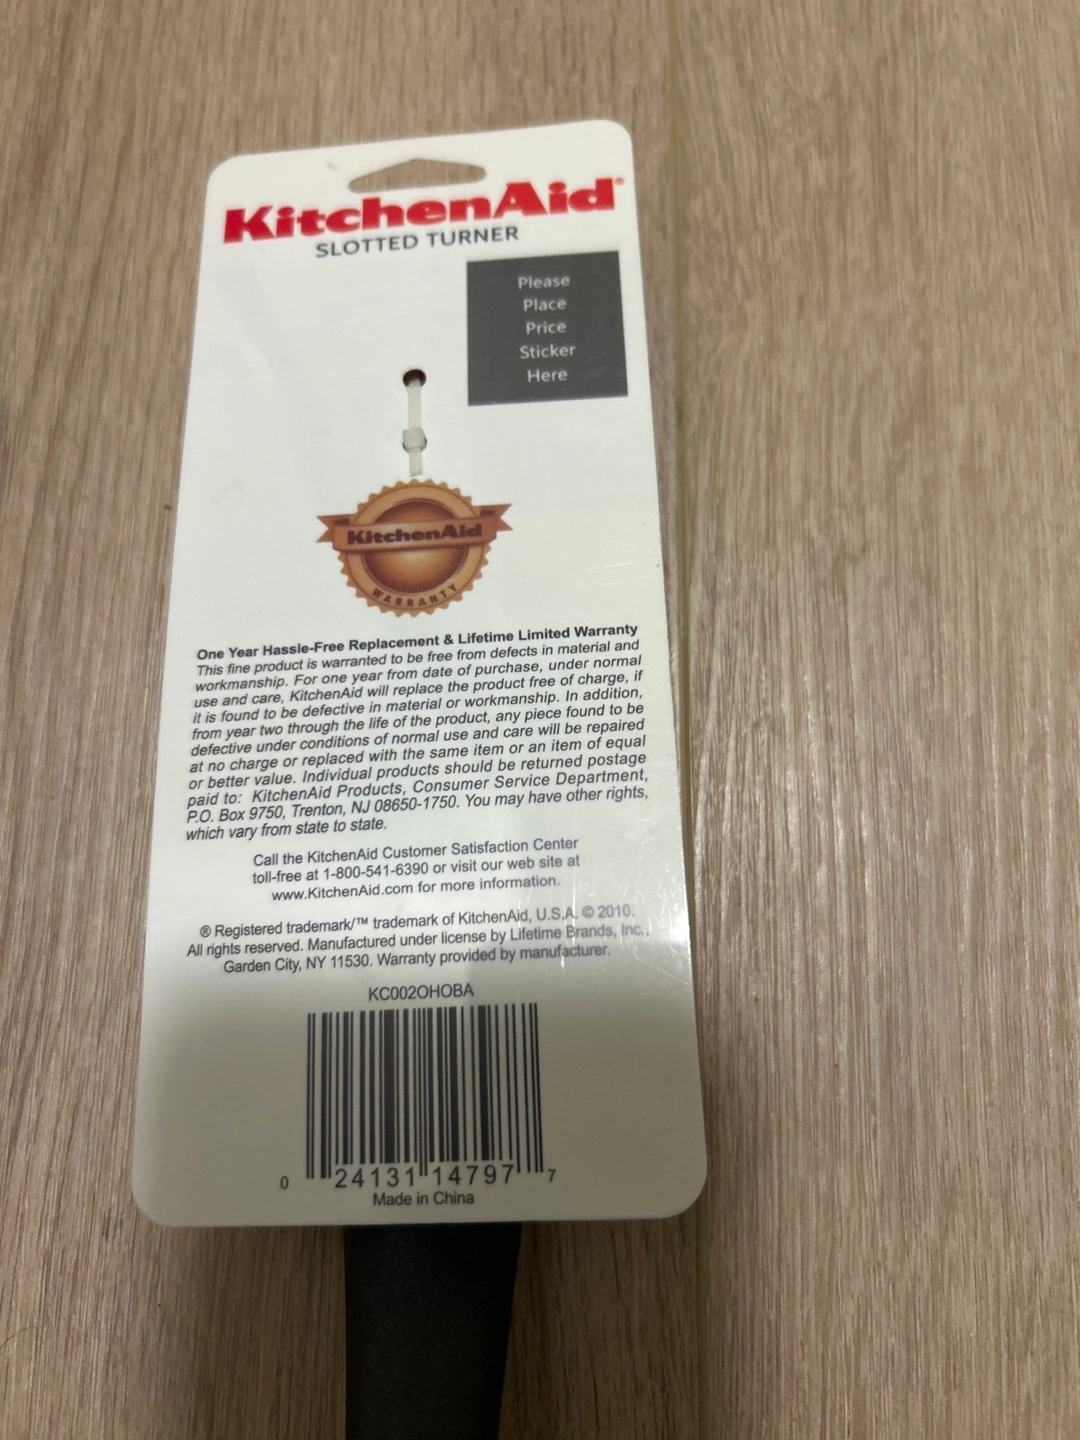 KitchenAid®
SLOTTED TURNER
Please
Place
Price
Sticker
Here
KitchenAid
WARRANTY
One Year Hassle-Free Replacement & Lifetime Limited Warranty
This fine product is warranted to be free from defects in material and
workmanship. For one year from date of purchase, under normal
use and care, KitchenAid will replace the product free of charge, if
it is found to be defective in material or workmanship. In addition,
from year two through the life of the product, any piece found to be
defective under conditions of normal use and care will be repaired
at no charge or replaced with the same item or an item of equal
or better value. Individual products should be returned postage
paid to: KitchenAid Products, Consumer Service Department,
P.O. Box 9750, Trenton, NJ 08650-1750. You may have other rights,
which vary from state to state.
Call the KitchenAid Customer Satisfaction Center
toll-free at 1-800-541-6390 or visit our web site at
www.KitchenAid.com for more information.
® Registered trademark/™ trademark of KitchenAid, U.S.A. © 2010.
All rights reserved. Manufactured under license by Lifetime Brands, Inc.,
Garden City, NY 11530. Warranty provided by manufacturer.
KC002OHOBA
0 24131 14797 7
Made in China